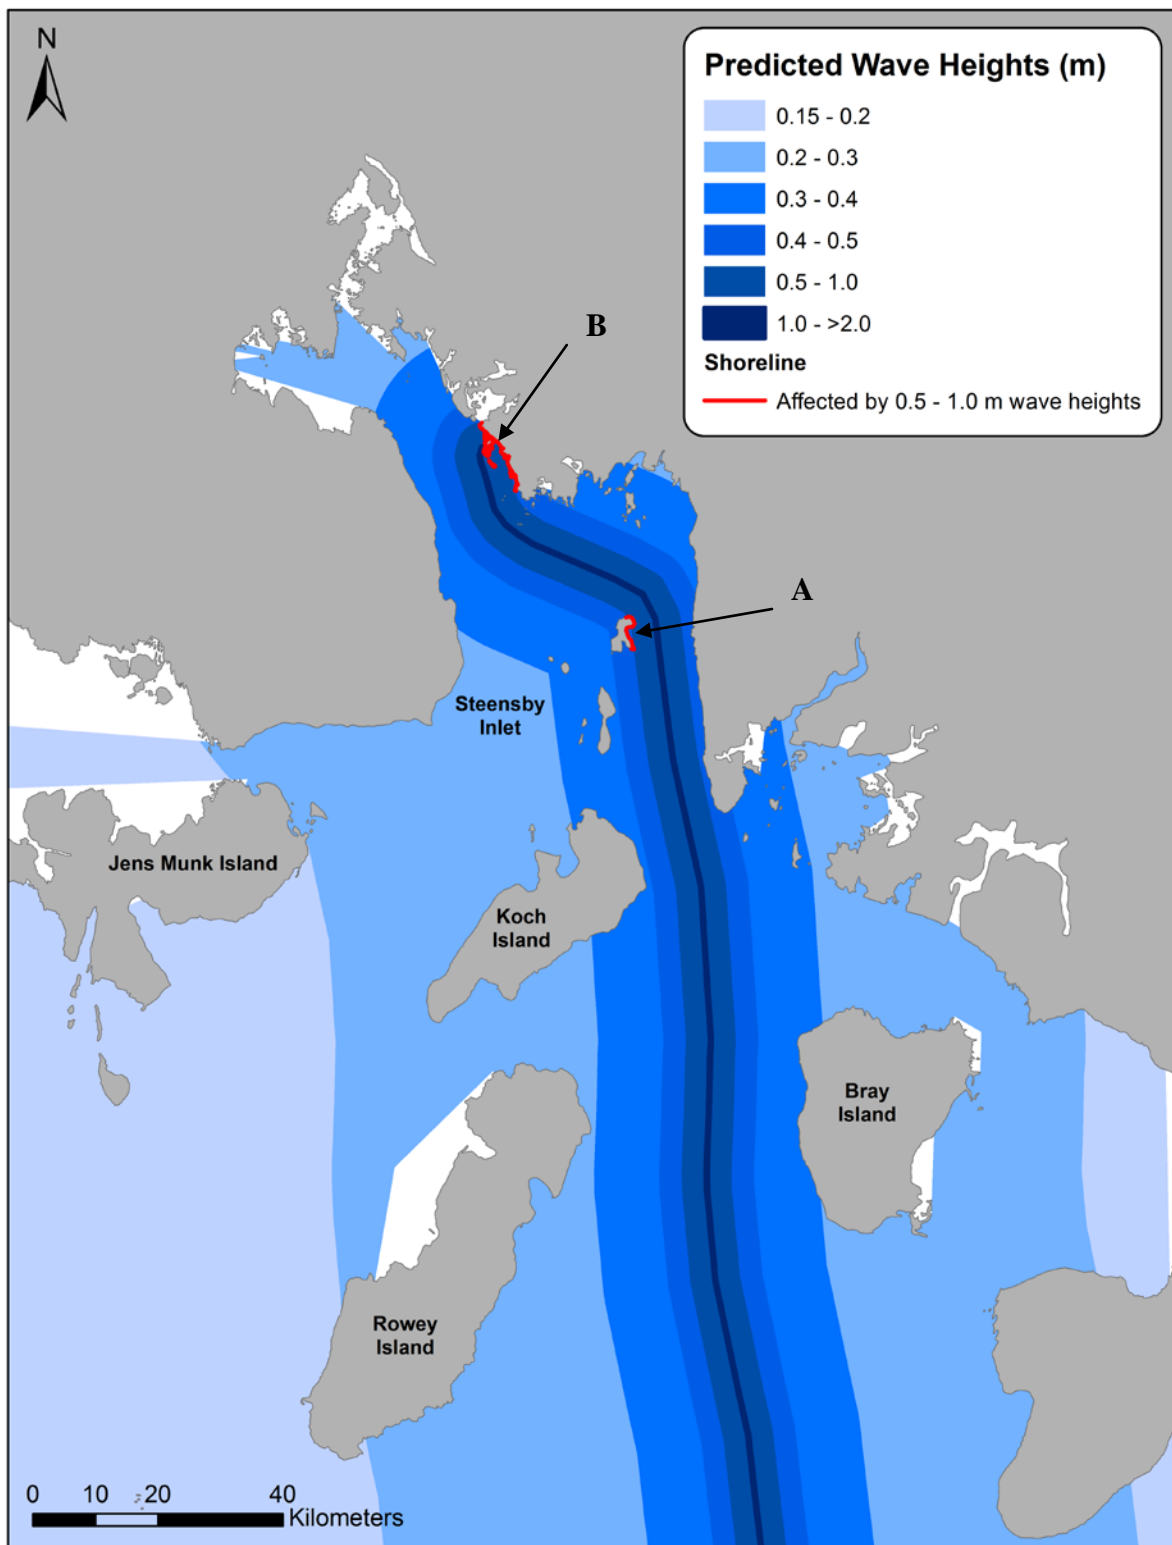 N
Predicted Wave Heights (m)
0.15 - 0.2
0.2 - 0.3
0.3 - 0.4
0.4 - 0.5
0.5 - 1.0
1.0 - >2.0
Shoreline
Affected by 0.5 - 1.0 m wave heights
B
A
Steensby
Inlet
Jens Munk Island
Koch
Island
Bray
Island
Rowey
Island
0 10 20 40
Kilometers